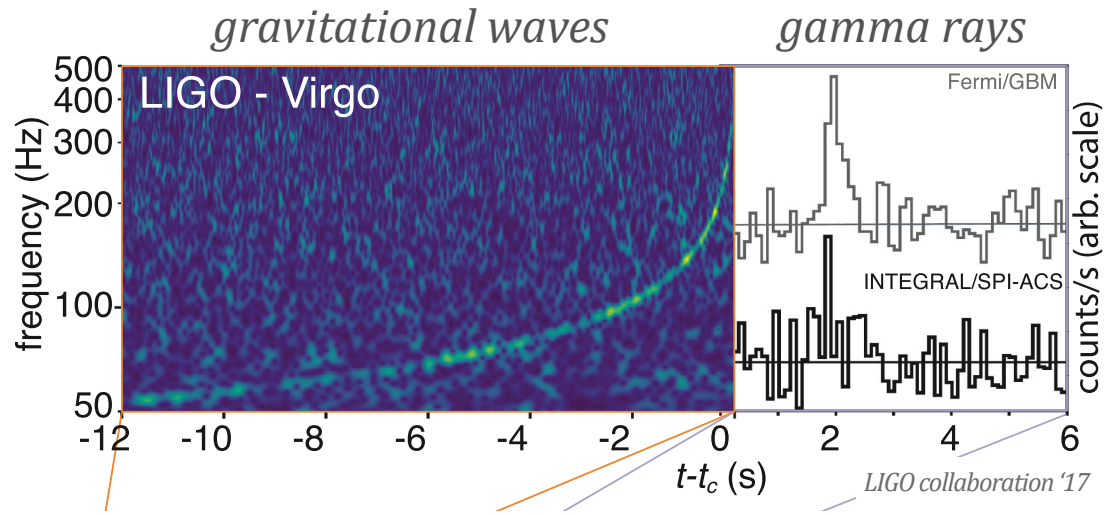 gravitational waves
gamma rays
LIGO - Virgo
Fermi/GBM
INTEGRAL/SPI-ACS
frequency (Hz)
500
400
300
200
100
50
counts/s (arb. scale)
-12 -10 -8 -6 -4 -2 0 2 4 6
t-tc (s)
LIGO collaboration ‘17